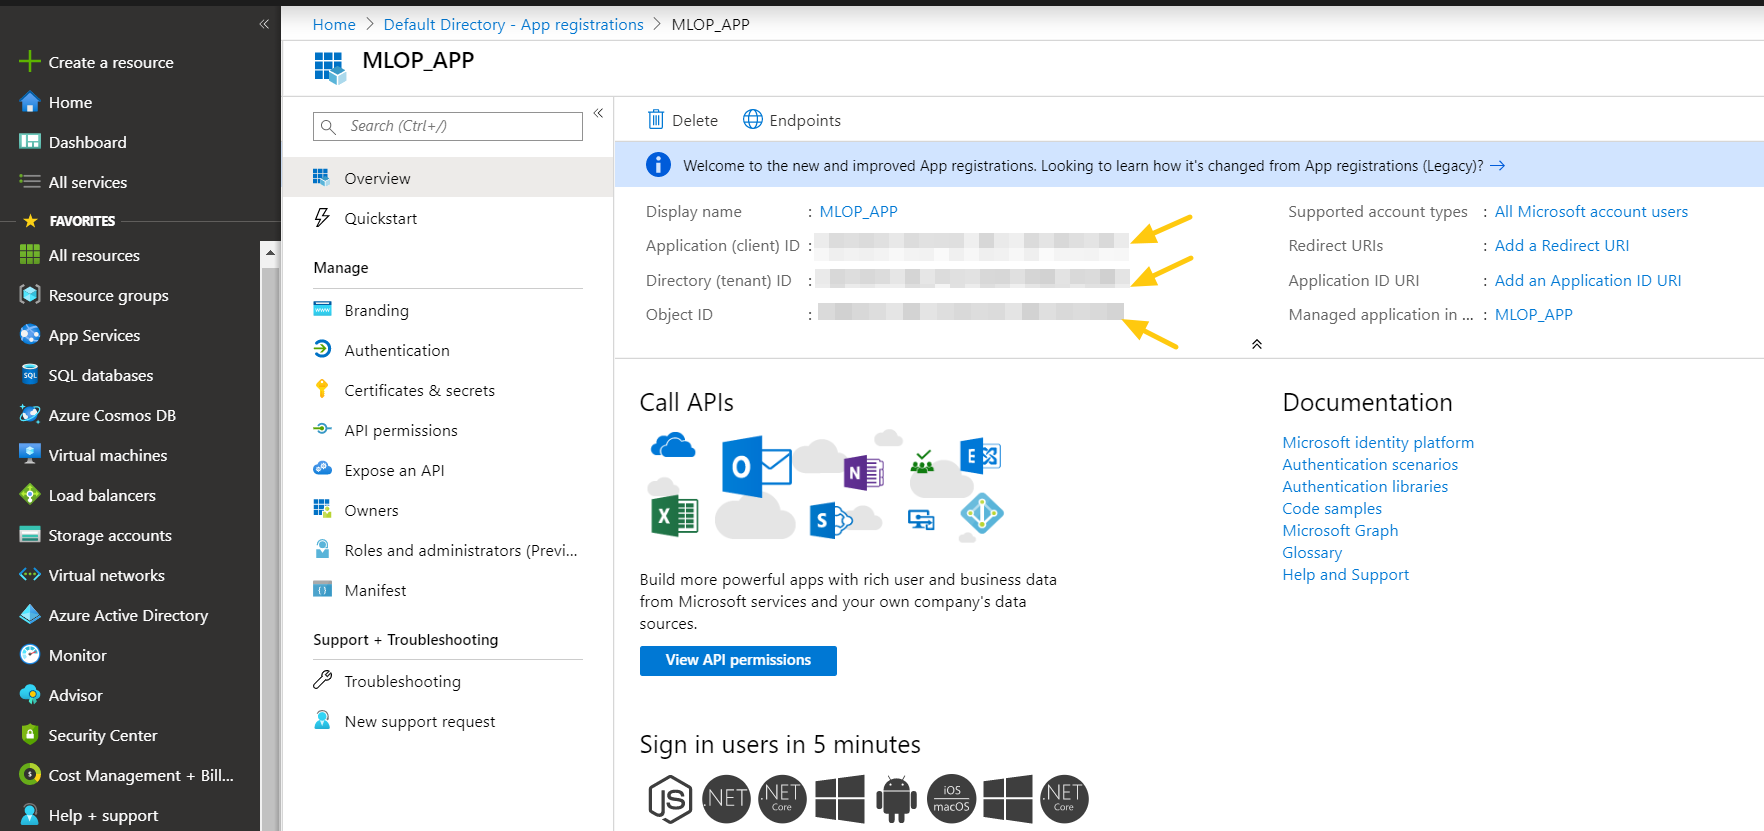 Create a resource
Home
Dashboard
All services
FAVORITES
All resources
Resource groups
App Services
SQL databases
Azure Cosmos DB
Virtual machines
Load balancers
Storage accounts
Virtual networks
Azure Active Directory
Monitor
Advisor
Security Center
Cost Management + Bill...
Help + support
Home > Default Directory - App registrations > MLOP_APP
MLOP_APP
Search (Ctrl+/)
Overview
Quickstart
Manage
Branding
Authentication
Certificates & secrets
API permissions
Expose an API
Owners
Roles and administrators (Previ...
Manifest
Support + Troubleshooting
Troubleshooting
New support request
Delete
Endpoints
Welcome to the new and improved App registrations. Looking to learn how it's changed from App registrations (Legacy)? →
Display name : MLOP_APP
Application (client) ID :
Directory (tenant) ID :
Object ID :
Supported account types : All Microsoft account users
Redirect URIs : Add a Redirect URI
Application ID URI : Add an Application ID URI
Managed application in ... : MLOP_APP
Call APIs
Build more powerful apps with rich user and business data
from Microsoft services and your own company's data
sources.
View API permissions
Documentation
Microsoft identity platform
Authentication scenarios
Authentication libraries
Code samples
Microsoft Graph
Glossary
Help and Support
Sign in users in 5 minutes
JS
.NET
.NET
Core
iOS
macOS
.NET
Core